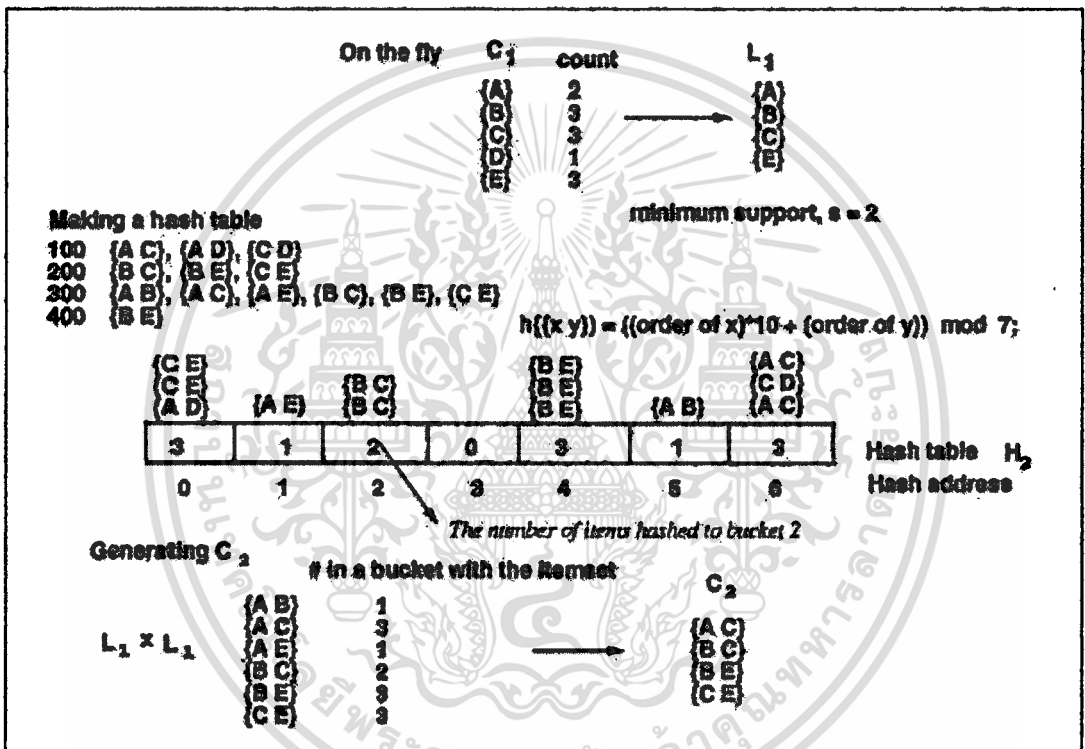 On the fly C1 count L1
{A} 2 {A}
{B} 3 {B}
{C} 3 {C}
{D} 1 {E}
{E} 3
minimum support, s = 2
Making a hash table
100 {A C}, {A D}, {C D}
200 {B C}, {B E}, {C E}
300 {A B}, {A C}, {A E}, {B C}, {B E}, {C E}
400 {B E}
h{(x y)} = ((order of x)*10 + (order of y)) mod 7;
{C E} {B E} {A C}
{C E} {B C} {B E} {C D}
{A D} {A E} {B C} {B E} {A B} {A C}
3 1 2 0 3 1 3 Hash table H2
0 1 2 3 4 5 6 Hash address
The number of items hashed to bucket 2
Generating C2
# in a bucket with the itemset
C2
{A B} 1
{A C} 3 {A C}
L1 x L1 {A E} 1 {B C}
{B C} 2 {B E}
{B E} 3 {C E}
{C E} 3